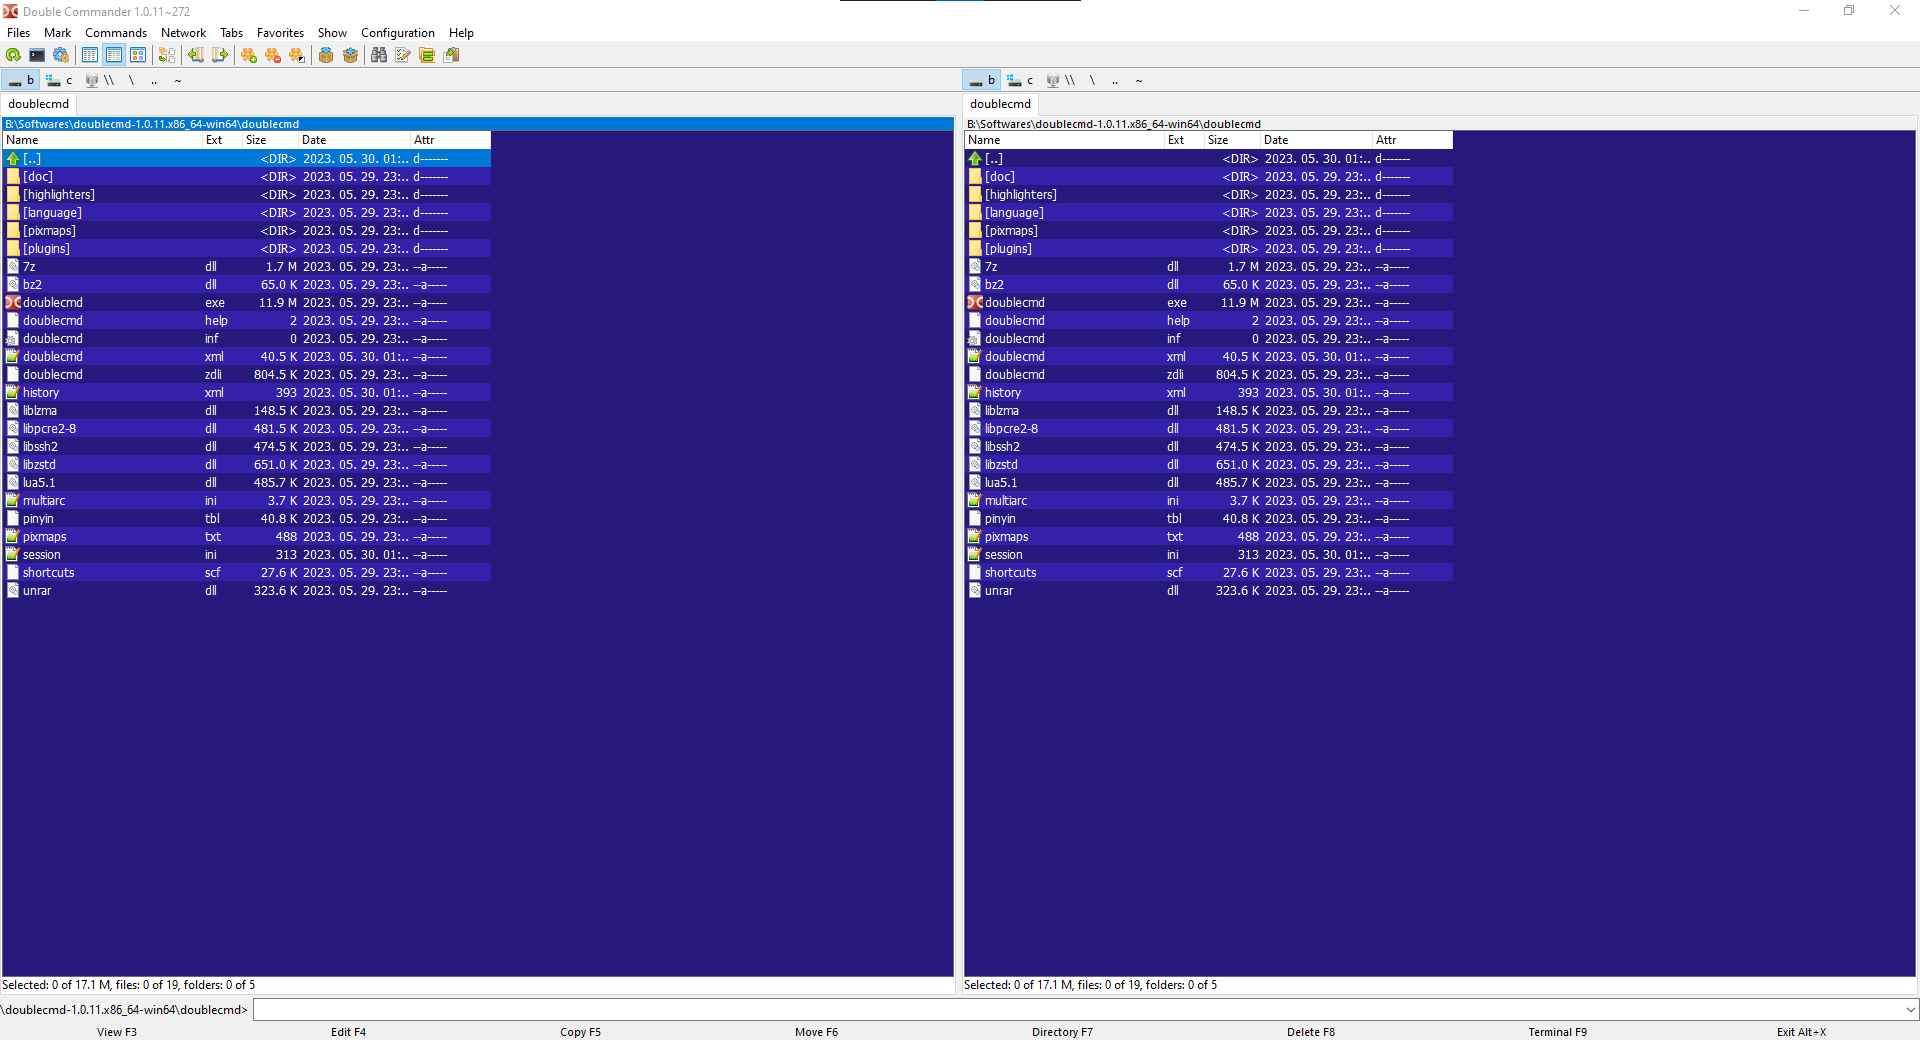 Double Commander 1.0.11~272
Files Mark Commands Network Tabs Favorites Show Configuration Help
b c \\ \ .. ~
b c \\ \ .. ~
doublecmd
doublecmd
B:\Softwares\doublecmd-1.0.11.x86_64-win64\doublecmd
Name Ext Size Date Attr
[..] <DIR> 2023. 05. 30. 01:.. d-------
[doc] <DIR> 2023. 05. 29. 23:.. d-------
[highlighters] <DIR> 2023. 05. 29. 23:.. d-------
[language] <DIR> 2023. 05. 29. 23:.. d-------
[pixmaps] <DIR> 2023. 05. 29. 23:.. d-------
[plugins] <DIR> 2023. 05. 29. 23:.. d-------
7z dll 1.7 M 2023. 05. 29. 23:.. --a-----
bz2 dll 65.0 K 2023. 05. 29. 23:.. --a-----
doublecmd exe 11.9 M 2023. 05. 29. 23:.. --a-----
doublecmd help 2 2023. 05. 29. 23:.. --a-----
doublecmd inf 0 2023. 05. 29. 23:.. --a-----
doublecmd xml 40.5 K 2023. 05. 30. 01:.. --a-----
doublecmd zdli 804.5 K 2023. 05. 29. 23:.. --a-----
history xml 393 2023. 05. 30. 01:.. --a-----
liblzma dll 148.5 K 2023. 05. 29. 23:.. --a-----
libpcre2-8 dll 481.5 K 2023. 05. 29. 23:.. --a-----
libssh2 dll 474.5 K 2023. 05. 29. 23:.. --a-----
libzstd dll 651.0 K 2023. 05. 29. 23:.. --a-----
lua5.1 dll 485.7 K 2023. 05. 29. 23:.. --a-----
multiarc ini 3.7 K 2023. 05. 29. 23:.. --a-----
pinyin tbl 40.8 K 2023. 05. 29. 23:.. --a-----
pixmaps txt 488 2023. 05. 29. 23:.. --a-----
session ini 313 2023. 05. 30. 01:.. --a-----
shortcuts scf 27.6 K 2023. 05. 29. 23:.. --a-----
unrar dll 323.6 K 2023. 05. 29. 23:.. --a-----
Selected: 0 of 17.1 M, files: 0 of 19, folders: 0 of 5
B:\Softwares\doublecmd-1.0.11.x86_64-win64\doublecmd
Name Ext Size Date Attr
[..] <DIR> 2023. 05. 30. 01:.. d-------
[doc] <DIR> 2023. 05. 29. 23:.. d-------
[highlighters] <DIR> 2023. 05. 29. 23:.. d-------
[language] <DIR> 2023. 05. 29. 23:.. d-------
[pixmaps] <DIR> 2023. 05. 29. 23:.. d-------
[plugins] <DIR> 2023. 05. 29. 23:.. d-------
7z dll 1.7 M 2023. 05. 29. 23:.. --a-----
bz2 dll 65.0 K 2023. 05. 29. 23:.. --a-----
doublecmd exe 11.9 M 2023. 05. 29. 23:.. --a-----
doublecmd help 2 2023. 05. 29. 23:.. --a-----
doublecmd inf 0 2023. 05. 29. 23:.. --a-----
doublecmd xml 40.5 K 2023. 05. 30. 01:.. --a-----
doublecmd zdli 804.5 K 2023. 05. 29. 23:.. --a-----
history xml 393 2023. 05. 30. 01:.. --a-----
liblzma dll 148.5 K 2023. 05. 29. 23:.. --a-----
libpcre2-8 dll 481.5 K 2023. 05. 29. 23:.. --a-----
libssh2 dll 474.5 K 2023. 05. 29. 23:.. --a-----
libzstd dll 651.0 K 2023. 05. 29. 23:.. --a-----
lua5.1 dll 485.7 K 2023. 05. 29. 23:.. --a-----
multiarc ini 3.7 K 2023. 05. 29. 23:.. --a-----
pinyin tbl 40.8 K 2023. 05. 29. 23:.. --a-----
pixmaps txt 488 2023. 05. 29. 23:.. --a-----
session ini 313 2023. 05. 30. 01:.. --a-----
shortcuts scf 27.6 K 2023. 05. 29. 23:.. --a-----
unrar dll 323.6 K 2023. 05. 29. 23:.. --a-----
Selected: 0 of 17.1 M, files: 0 of 19, folders: 0 of 5
\doublecmd-1.0.11.x86_64-win64\doublecmd>
View F3 Edit F4 Copy F5 Move F6 Directory F7 Delete F8 Terminal F9 Exit Alt+X